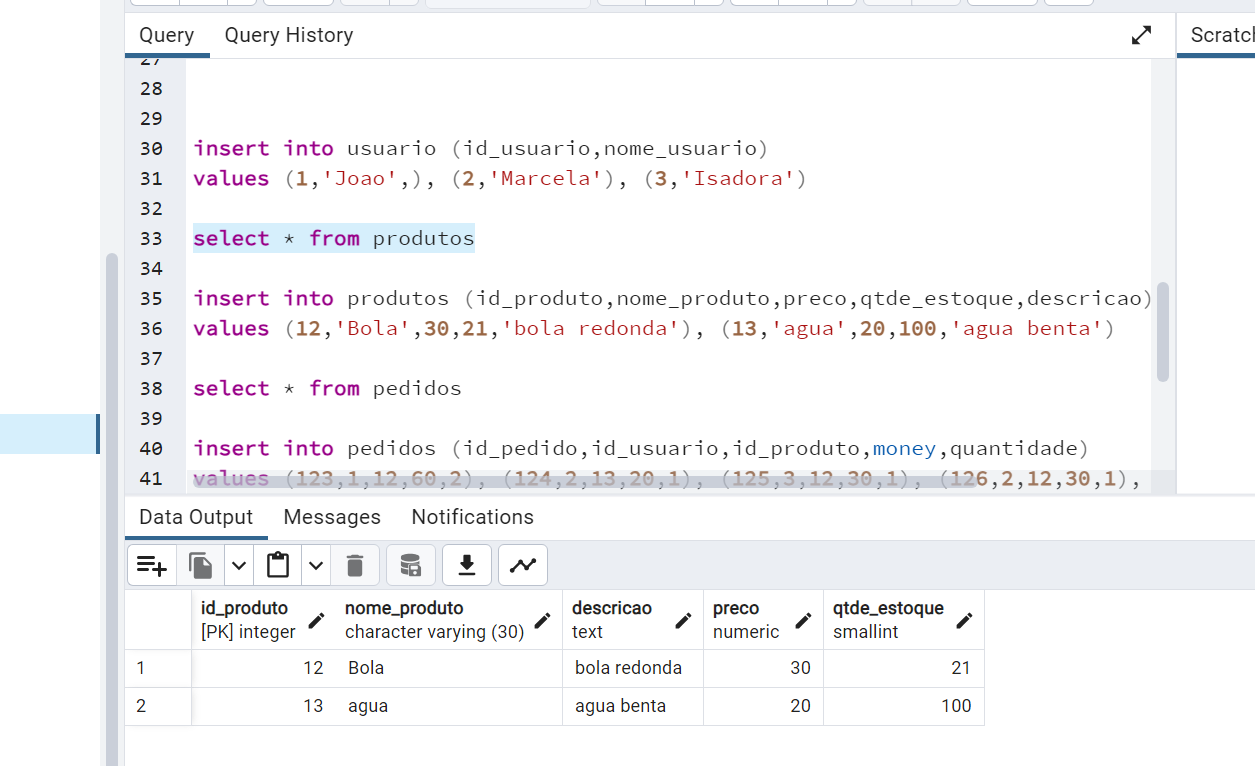 Query Query History Scratch
27
28
29
30 insert into usuario (id_usuario,nome_usuario)
31 values (1,'Joao',), (2,'Marcela'), (3,'Isadora')
32
33 select * from produtos
34
35 insert into produtos (id_produto,nome_produto,preco,qtde_estoque,descricao)
36 values (12,'Bola',30,21,'bola redonda'), (13,'agua',20,100,'agua benta')
37
38 select * from pedidos
39
40 insert into pedidos (id_pedido,id_usuario,id_produto,money,quantidade)
41 values (123,1,12,60,2), (124,2,13,20,1), (125,3,12,30,1), (126,2,12,30,1),
Data Output Messages Notifications
id_produto nome_produto descricao preco qtde_estoque
[PK] integer character varying (30) text numeric smallint
1 12 Bola bola redonda 30 21
2 13 agua agua benta 20 100